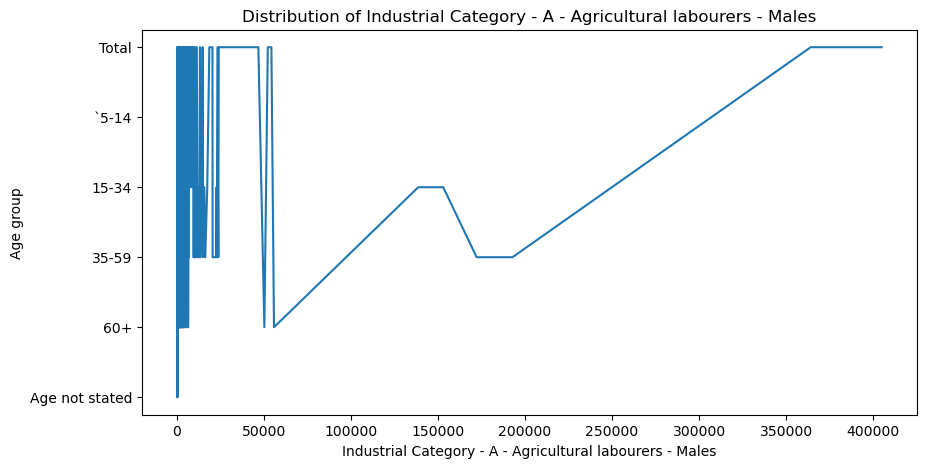 Distribution of Industrial Category - A - Agricultural labourers - Males
Total
`5-14
15-34
35-59
60+
Age not stated
Age group
0 50000 100000 150000 200000 250000 300000 350000 400000
Industrial Category - A - Agricultural labourers - Males